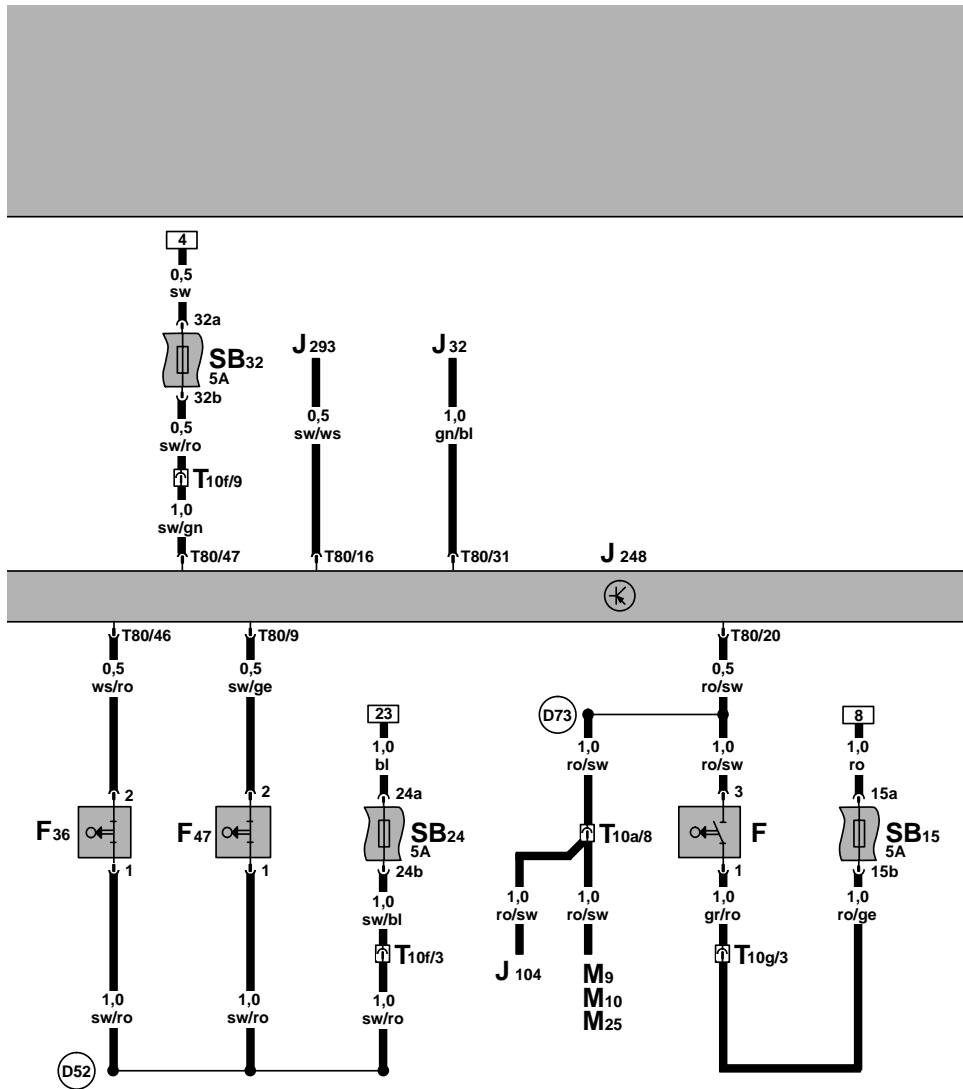 4
0,5
sw
32a
SB32
5A
32b
0,5
sw/ro
T10f/9
1,0
sw/gn
T80/47
J 293
0,5
sw/ws
T80/16
J 32
1,0
gn/bl
T80/31
J 248
T80/46
0,5
ws/ro
2
F36
1
1,0
sw/ro
D52
T80/9
0,5
sw/ge
2
F47
1
1,0
sw/ro
23
1,0
bl
24a
SB24
5A
24b
1,0
sw/bl
T10f/3
1,0
sw/ro
T80/20
0,5
ro/sw
D73
1,0
ro/sw
T10a/8
1,0
ro/sw
J 104
1,0
ro/sw
M9
M10
M25
1,0
ro/sw
3
F
1
1,0
gr/ro
T10g/3
8
1,0
ro
15a
SB15
5A
15b
1,0
ro/ge